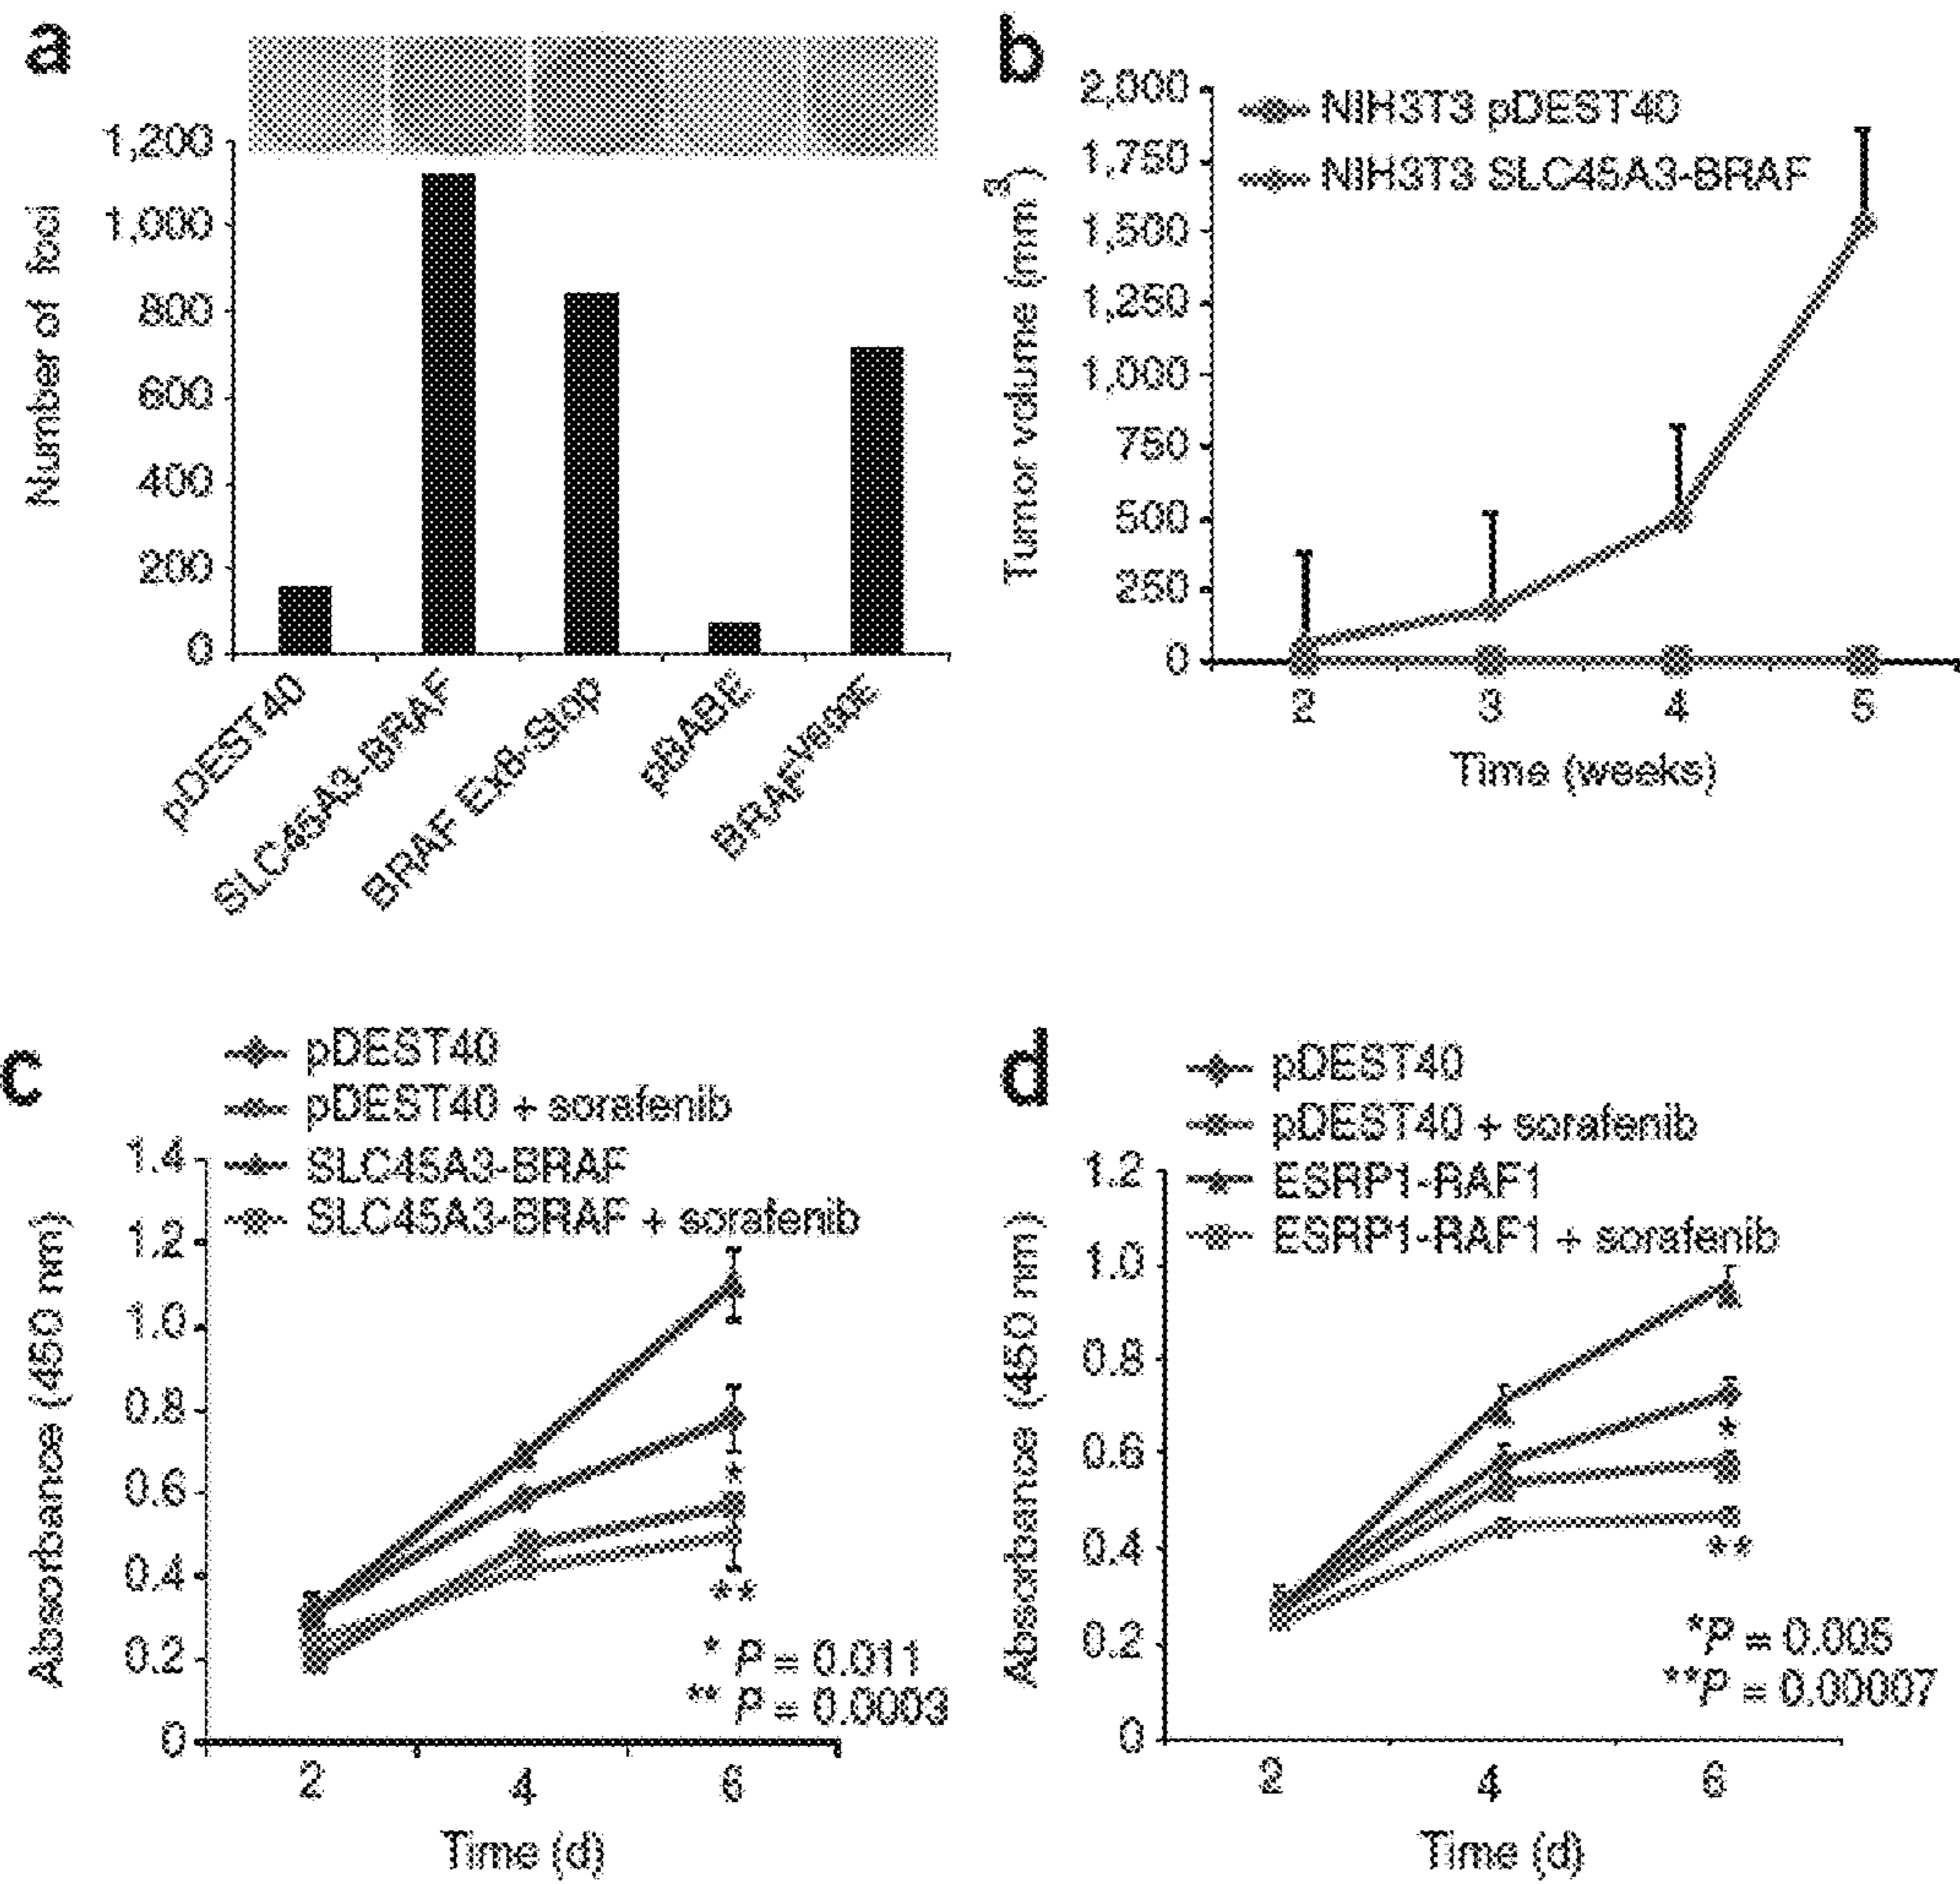 a
1,200
1,000
800
600
400
200
0
Number of foci
pDEST40
SLC45A3-BRAF
BRAF Ex8-Stop
pBABE
BRAFV600E
b
2,000
1,750
1,500
1,250
1,000
750
500
250
0
Tumor volume (mm3)
NIH3T3 pDEST40
NIH3T3 SLC45A3-BRAF
2 3 4 5
Time (weeks)
c
pDEST40
pDEST40 + sorafenib
SLC45A3-BRAF
SLC45A3-BRAF + sorafenib
1.4
1.2
1.0
0.8
0.6
0.4
0.2
0
Absorbance (450 nm)
*
**
* P = 0.011
** P = 0.0003
2 4 6
Time (d)
d
pDEST40
pDEST40 + sorafenib
ESRP1-RAF1
ESRP1-RAF1 + sorafenib
1.2
1.0
0.8
0.6
0.4
0.2
0
Absorbance (450 nm)
*
**
*P = 0.005
**P = 0.00007
2 4 6
Time (d)